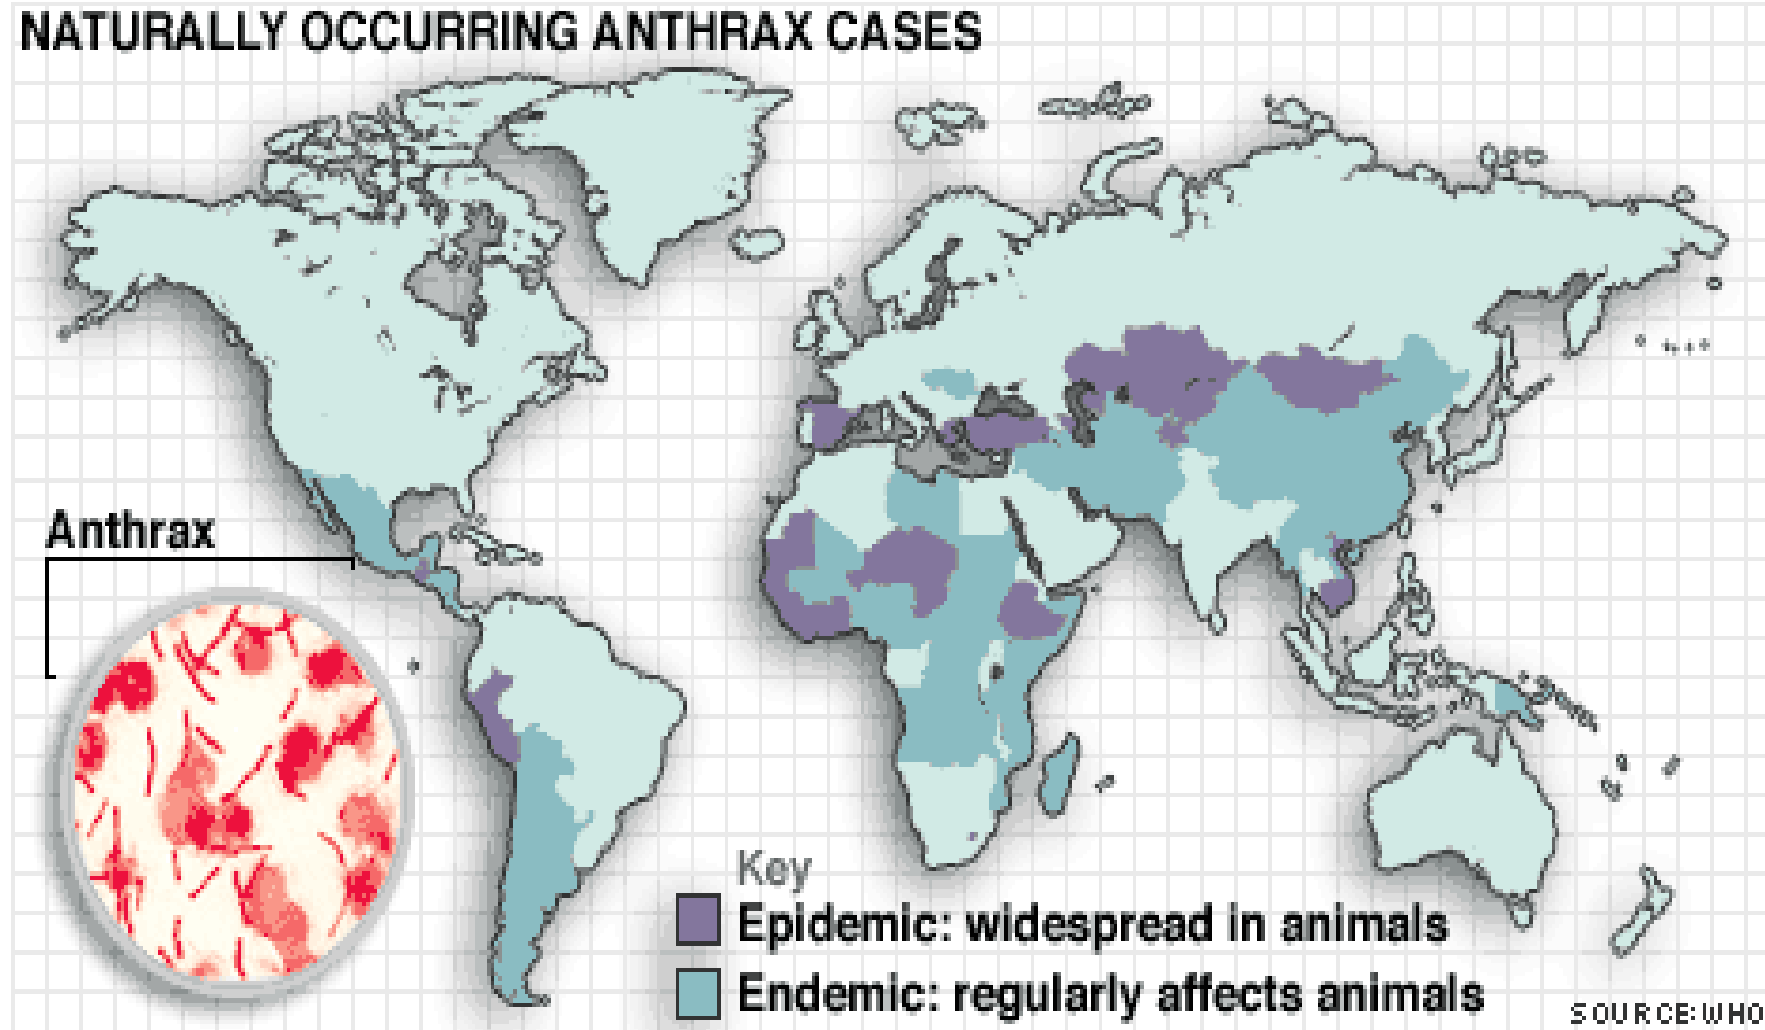 NATURALLY OCCURRING ANTHRAX CASES
Anthrax
Key
Epidemic: widespread in animals
Endemic: regularly affects animals
SOURCE:WHO